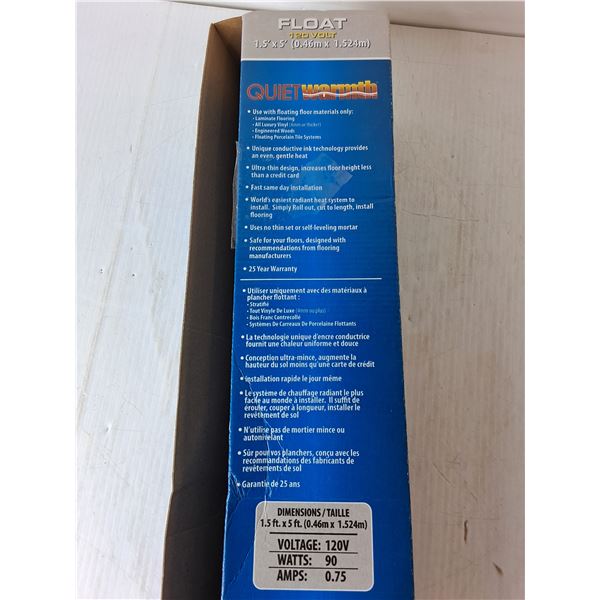 FLOAT
120 VOLT
1.5' x 5' (0.46m x 1.524m)
QUIETwarmth
• Use with floating floor materials only:
• Laminate Flooring
• All Luxury Vinyl (4mm or thicker)
• Engineered Woods
• Floating Porcelain Tile Systems
• Unique conductive ink technology provides
an even, gentle heat
• Ultra-thin design, increases floor height less
than a credit card
• Fast same day installation
• World's easiest radiant heat system to
install. Simply Roll out, cut to length, install
flooring
• Uses no thin set or self-leveling mortar
• Safe for your floors, designed with
recommendations from flooring
manufacturers
• 25 Year Warranty
• Utiliser uniquement avec des matériaux à
plancher flottant :
• Stratifié
• Tout Vinyle De Luxe (4mm ou plus)
• Bois Franc Contrecollé
• Systèmes De Carreaux De Porcelaine Flottants
• La technologie unique d'encre conductrice
fournit une chaleur uniforme et douce
• Conception ultra-mince, augmente la
hauteur du sol moins qu'une carte de crédit
• installation rapide le jour même
• Le système de chauffage radiant le plus
facile au monde à installer. Il suffit de
érouler, couper à longueur, installer le
revêtement de sol
• N'utilise pas de mortier mince ou
autonivelant
• Sûr pour vos planchers, conçu avec les
recommandations des fabricants de
revêtements de sol
• Garantie de 25 ans
DIMENSIONS/TAILLE
1.5 ft. x 5 ft. (0.46m x 1.524m)
VOLTAGE: 120V
WATTS: 90
AMPS: 0.75